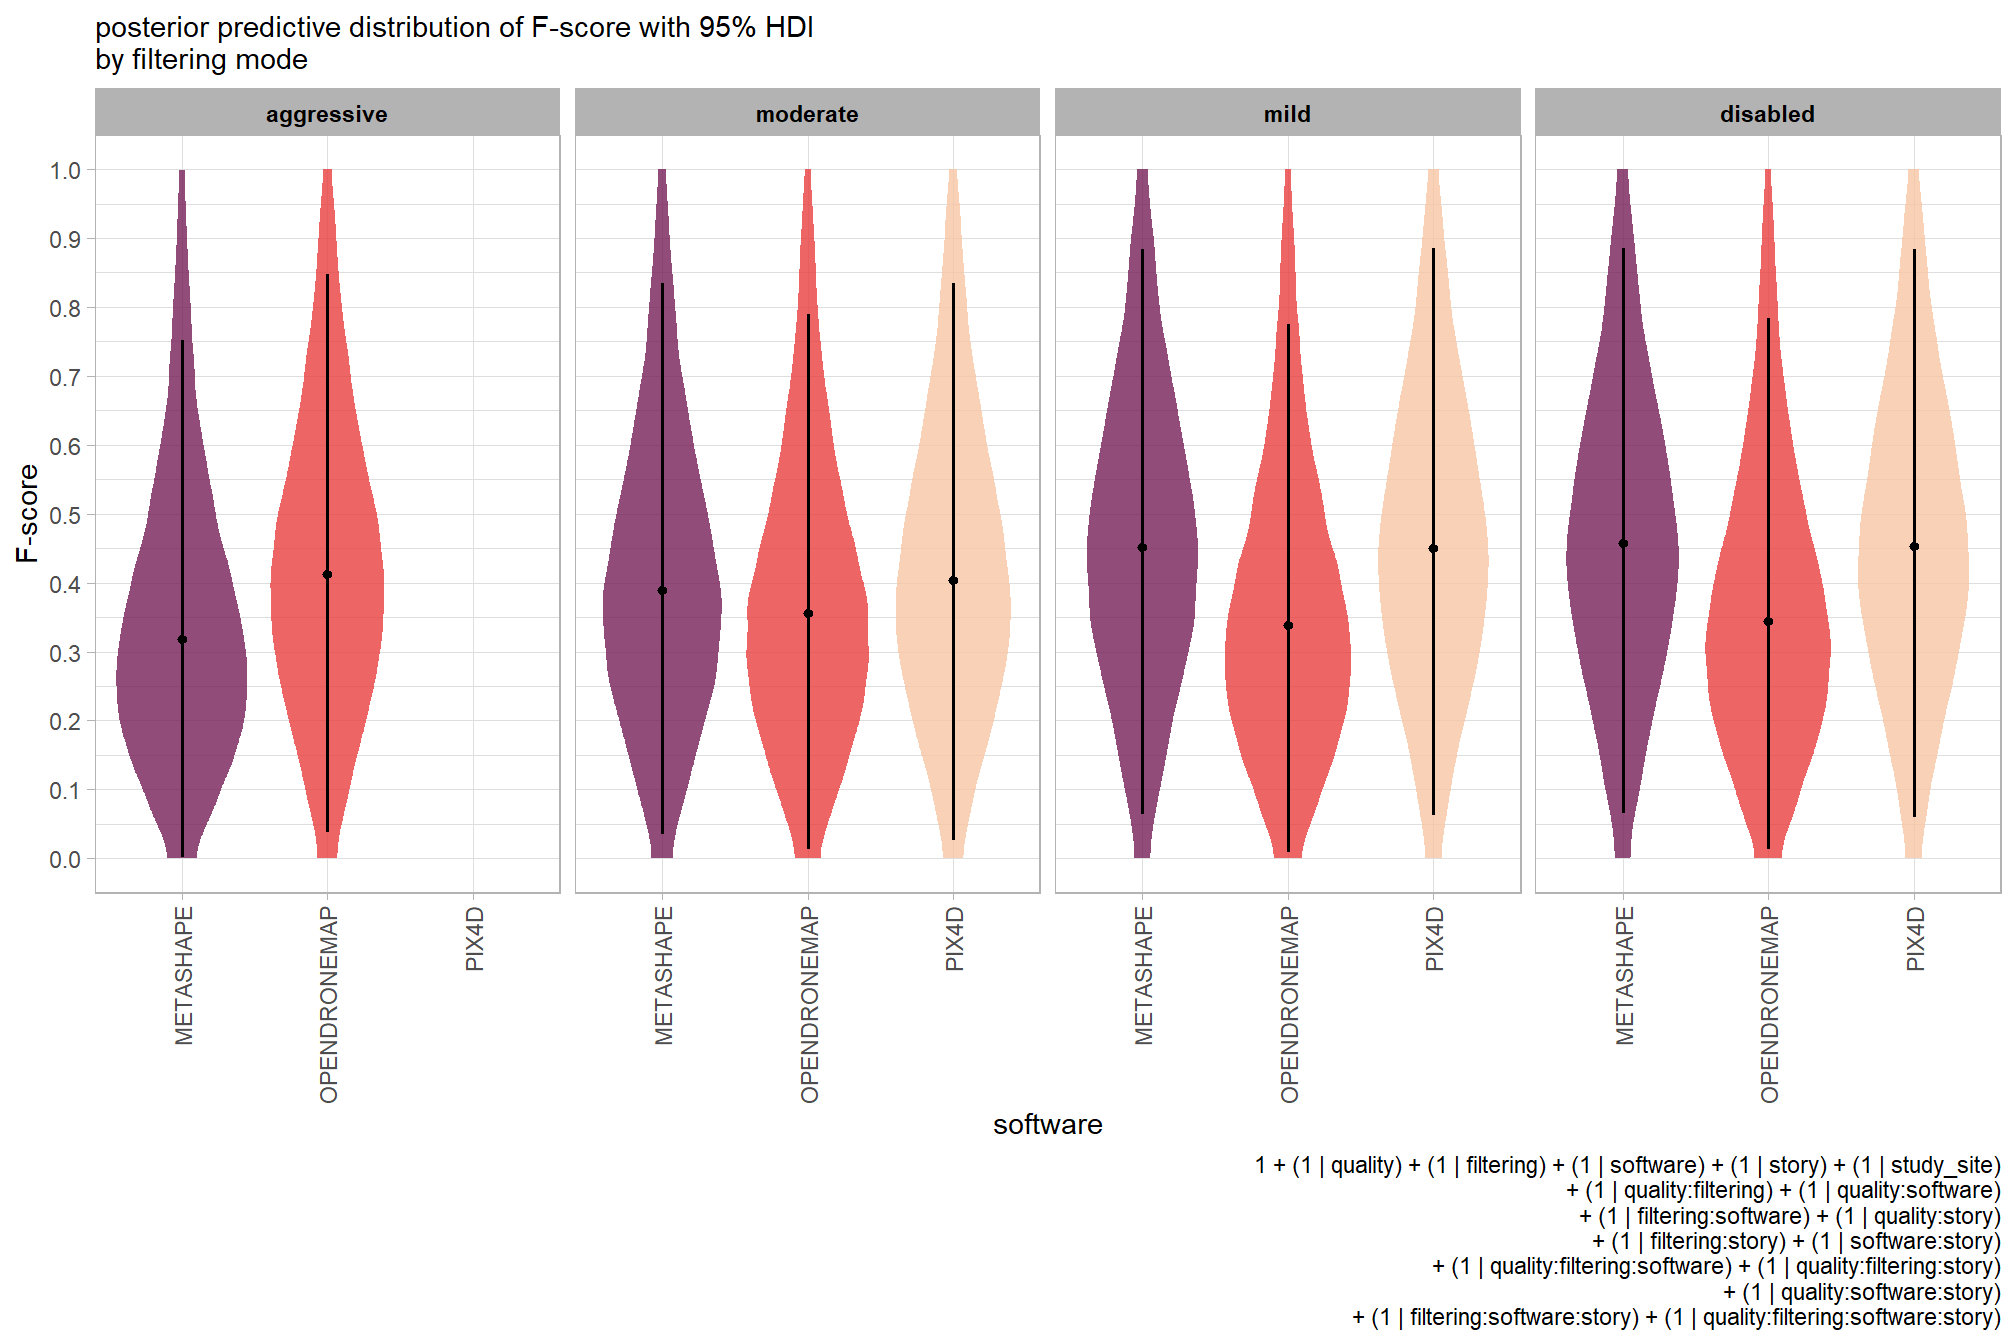 posterior predictive distribution of F-score with 95% HDI
by filtering mode
aggressive
moderate
mild
disabled
F-score
1.0
0.9
0.8
0.7
0.6
0.5
0.4
0.3
0.2
0.1
0.0
METASHAPE
OPENDRONEMAP
PIX4D
METASHAPE
OPENDRONEMAP
PIX4D
METASHAPE
OPENDRONEMAP
PIX4D
METASHAPE
OPENDRONEMAP
PIX4D
software
1 + (1 | quality) + (1 | filtering) + (1 | software) + (1 | story) + (1 | study_site)
+ (1 | quality:filtering) + (1 | quality:software)
+ (1 | filtering:software) + (1 | quality:story)
+ (1 | filtering:story) + (1 | software:story)
+ (1 | quality:filtering:software) + (1 | quality:filtering:story)
+ (1 | quality:software:story)
+ (1 | filtering:software:story) + (1 | quality:filtering:software:story)